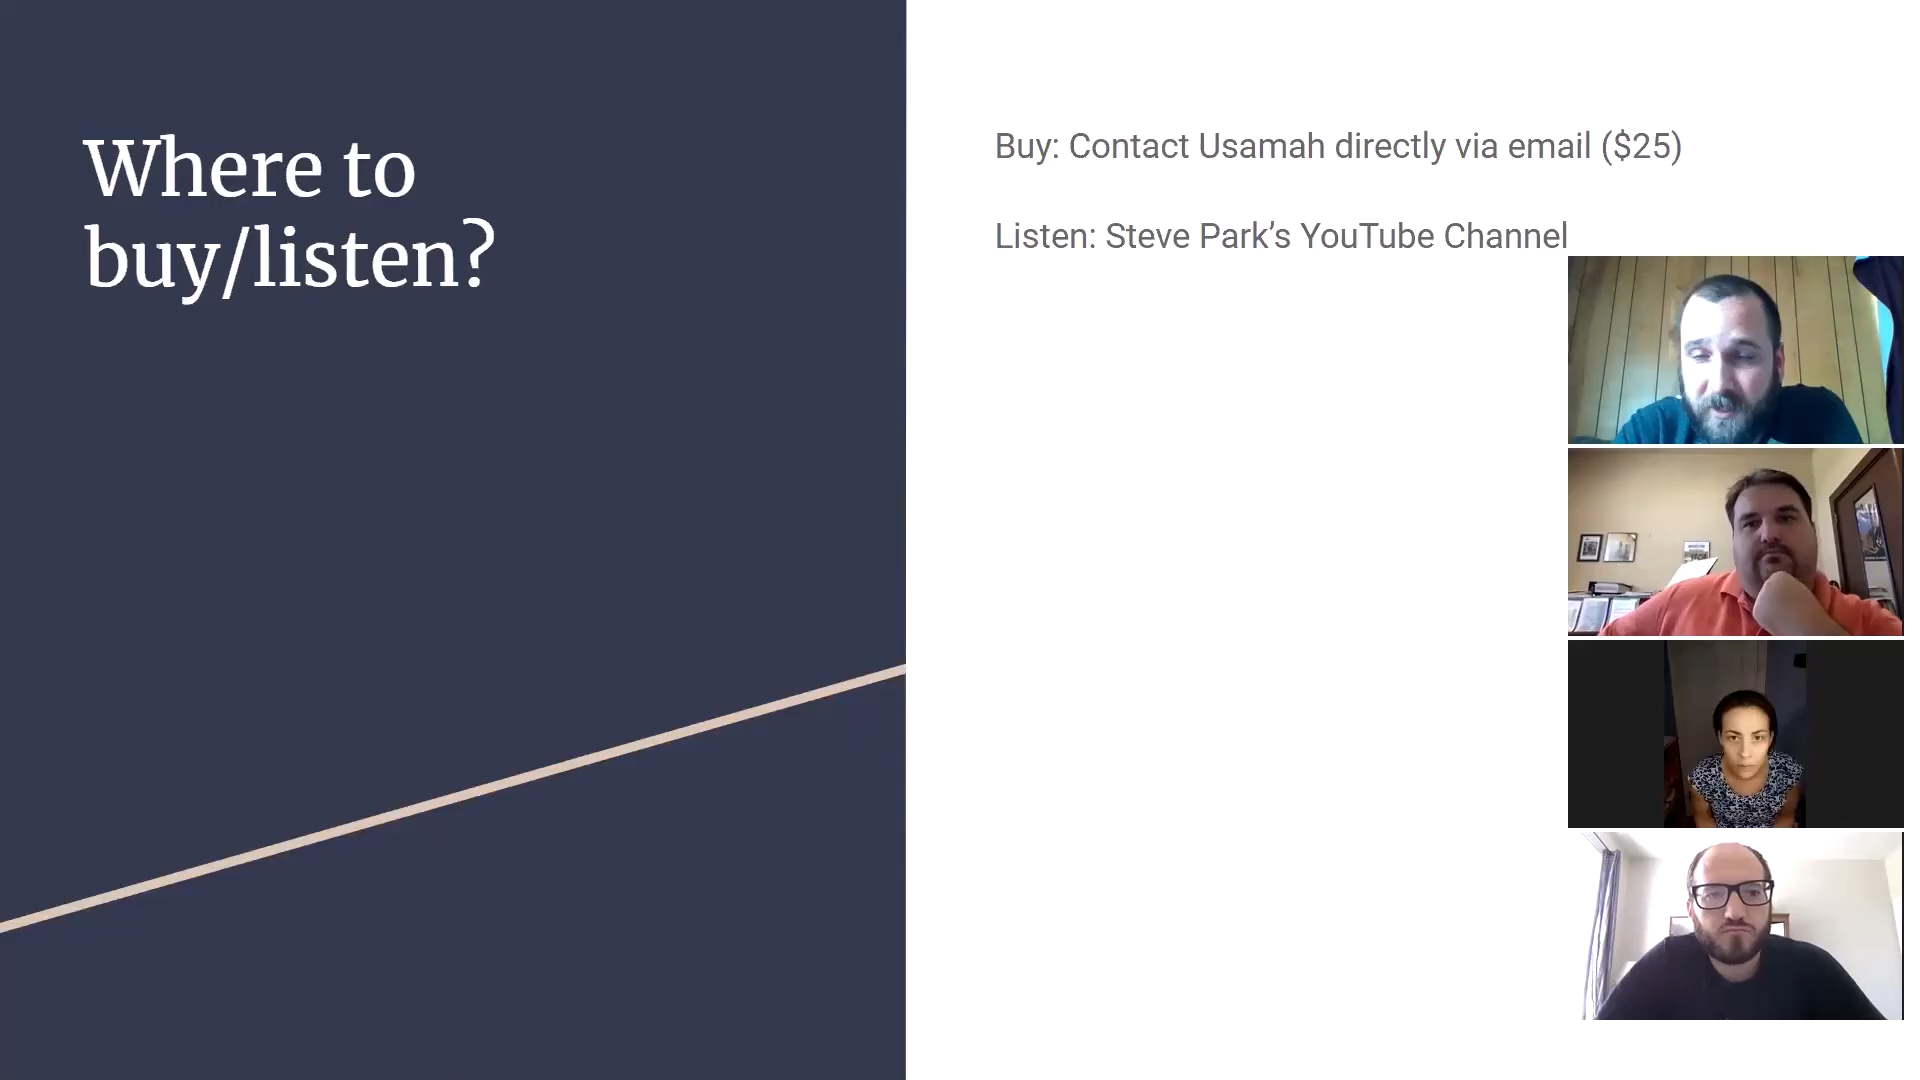 Where to
buy/listen?
Buy: Contact Usamah directly via email ($25)
Listen: Steve Park’s YouTube Channel